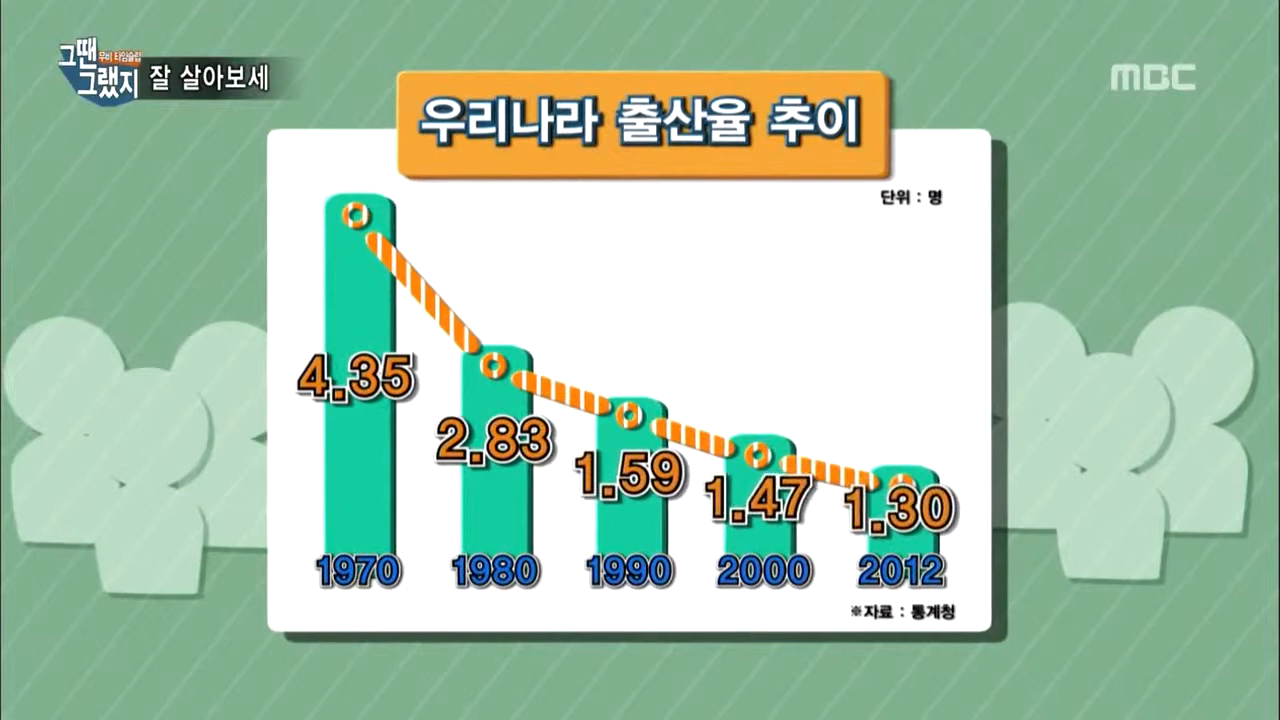 그땐 무비 타임슬립
그랬지 잘 살아보세
MBC
우리나라 출산율 추이
단위 : 명
4.35
2.83
1.59
1.47
1.30
1970 1980 1990 2000 2012
※자료 : 통계청